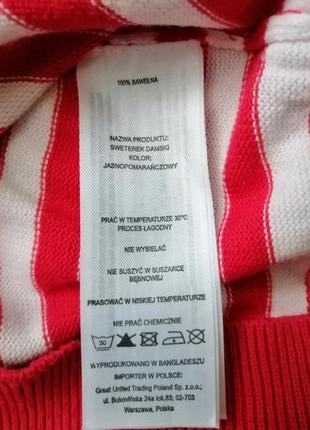 100% BAWEŁNA
NAZWA PRODUKTU:
SWETEREK DAMSKI
KOLOR:
JASNOPOMARAŃCZOWY
PRAĆ W TEMPERATURZE 30°C
PROCES ŁAGODNY
NIE WYBIELAĆ
NIE SUSZYĆ W SUSZARCE
BĘBNOWEJ
PRASOWAĆ W NISKIEJ TEMPERATURZE
NIE PRAĆ CHEMICZNIE
30
WYPRODUKOWANO W BANGLADESZU
IMPORTER W POLSCE:
Great United Trading Poland Sp. z.o.o.;
ul. Bukovińska 24a lok.83; 02-703
Warszawa, Polska